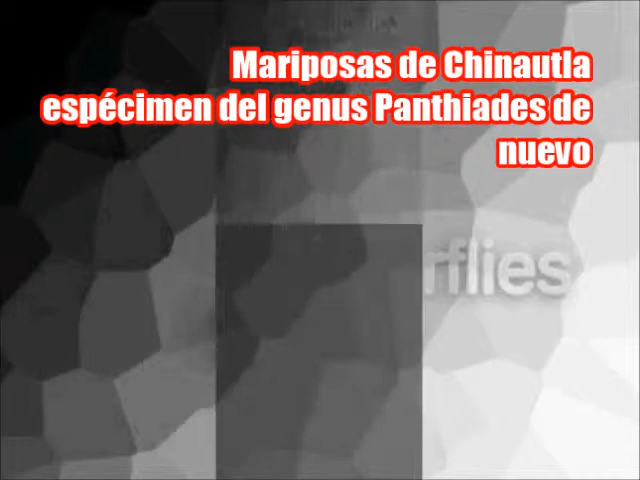 Mariposas de Chinautla
espécimen del genus Panthiades de
nuevo
rflies